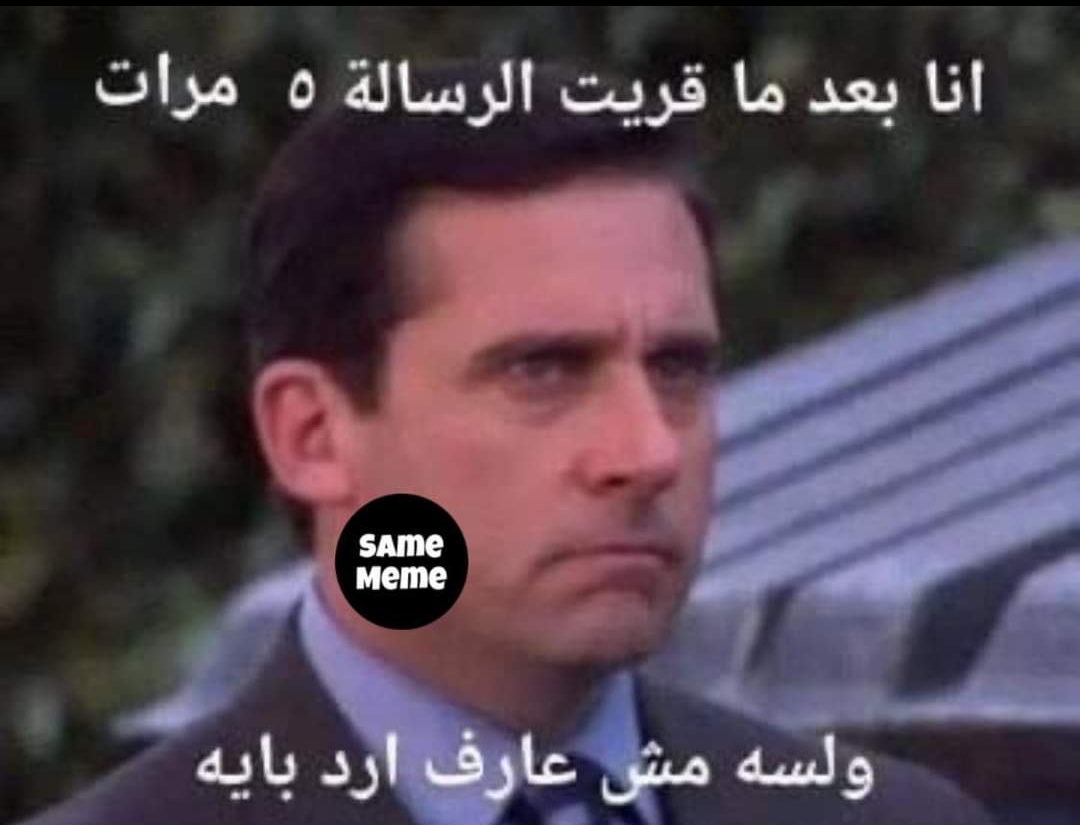 انا بعد ما قريت الرسالة ٥ مرات
SAMe
MeMe
ولسه مش عارف ارد بايه